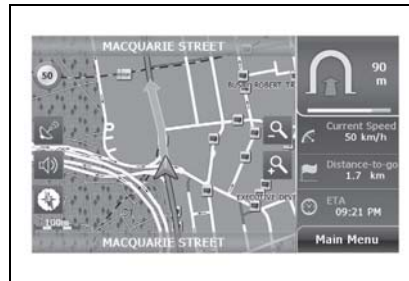 MACQUARIE STREET
50
90
m
Current Speed
50 km/h
Distance-to-go
1.7 km
ETA
09:21 PM
100m
MACQUARIE STREET
Main Menu